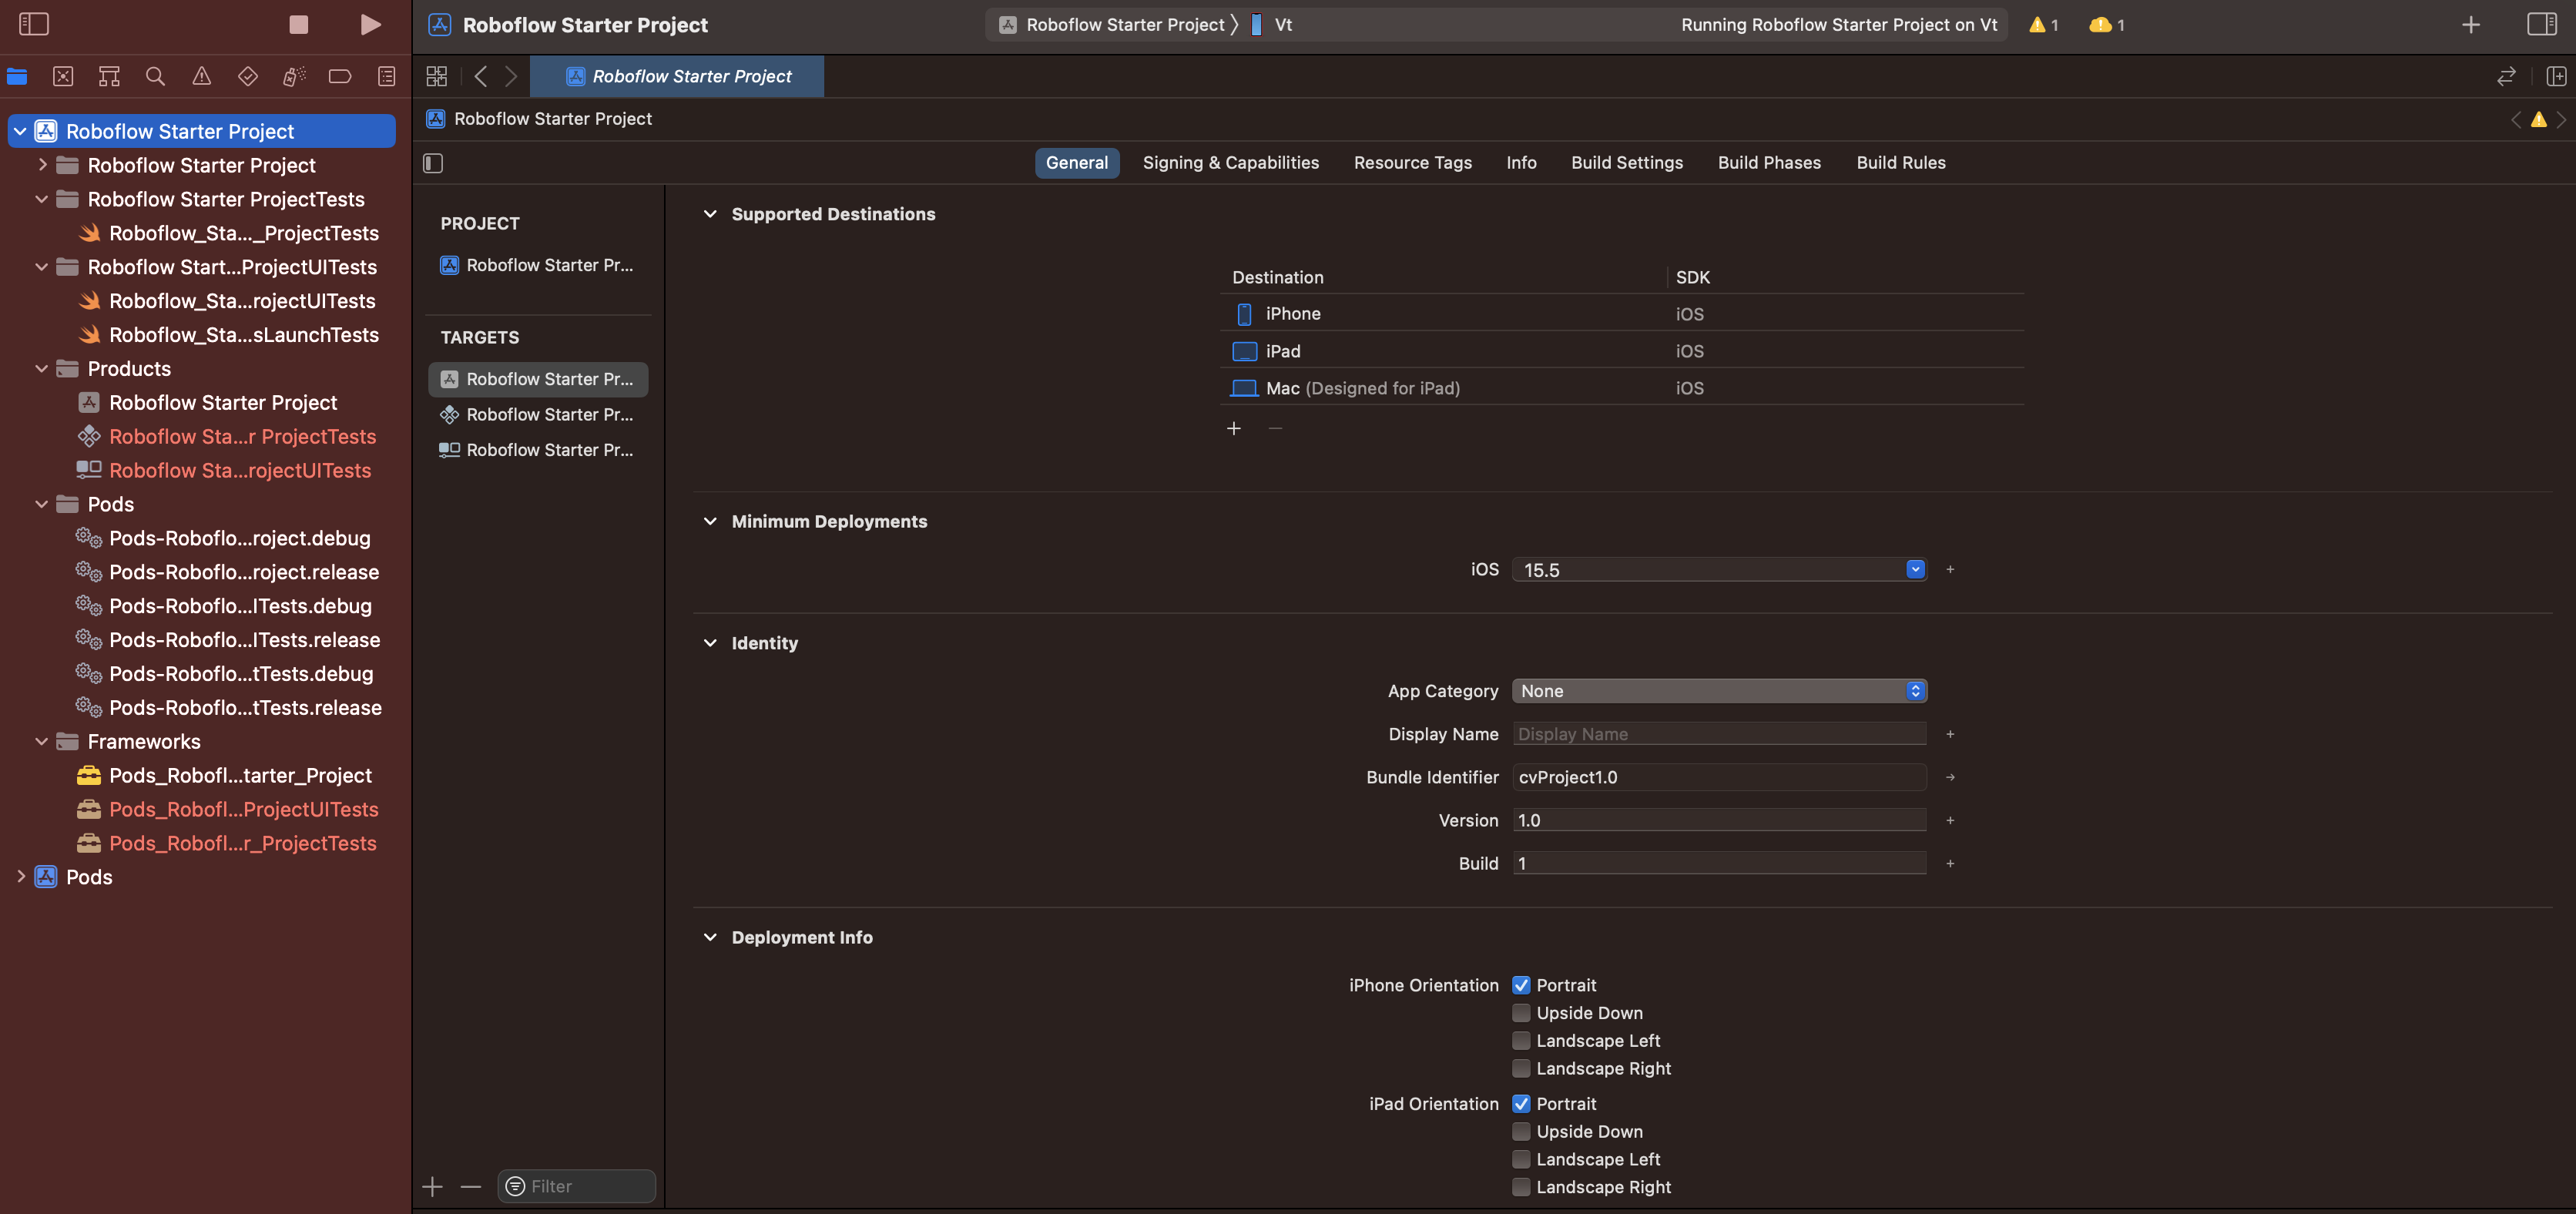 Roboflow Starter Project
Roboflow Starter Project
Vt
Running Roboflow Starter Project on Vt
1
1
Roboflow Starter Project
Roboflow Starter Project
General
Signing & Capabilities
Resource Tags
Info
Build Settings
Build Phases
Build Rules
Roboflow Starter Project
Roboflow Starter Project
Roboflow Starter ProjectTests
Roboflow_Sta..._ProjectTests
Roboflow Start...ProjectUITests
Roboflow_Sta...rojectUITests
Roboflow_Sta...sLaunchTests
Products
Roboflow Starter Project
Roboflow Sta...r ProjectTests
Roboflow Sta...rojectUITests
Pods
Pods-Roboflo...roject.debug
Pods-Roboflo...roject.release
Pods-Roboflo...ITests.debug
Pods-Roboflo...ITests.release
Pods-Roboflo...tTests.debug
Pods-Roboflo...tTests.release
Frameworks
Pods_Robofl...tarter_Project
Pods_Robofl...ProjectUITests
Pods_Robofl...r_ProjectTests
Pods
PROJECT
Roboflow Starter Pr...
TARGETS
Roboflow Starter Pr...
Roboflow Starter Pr...
Roboflow Starter Pr...
Filter
Supported Destinations
Destination SDK
iPhone iOS
iPad iOS
Mac (Designed for iPad) iOS
Minimum Deployments
iOS 15.5
Identity
App Category None
Display Name Display Name
Bundle Identifier cvProject1.0
Version 1.0
Build 1
Deployment Info
iPhone Orientation Portrait
Upside Down
Landscape Left
Landscape Right
iPad Orientation Portrait
Upside Down
Landscape Left
Landscape Right